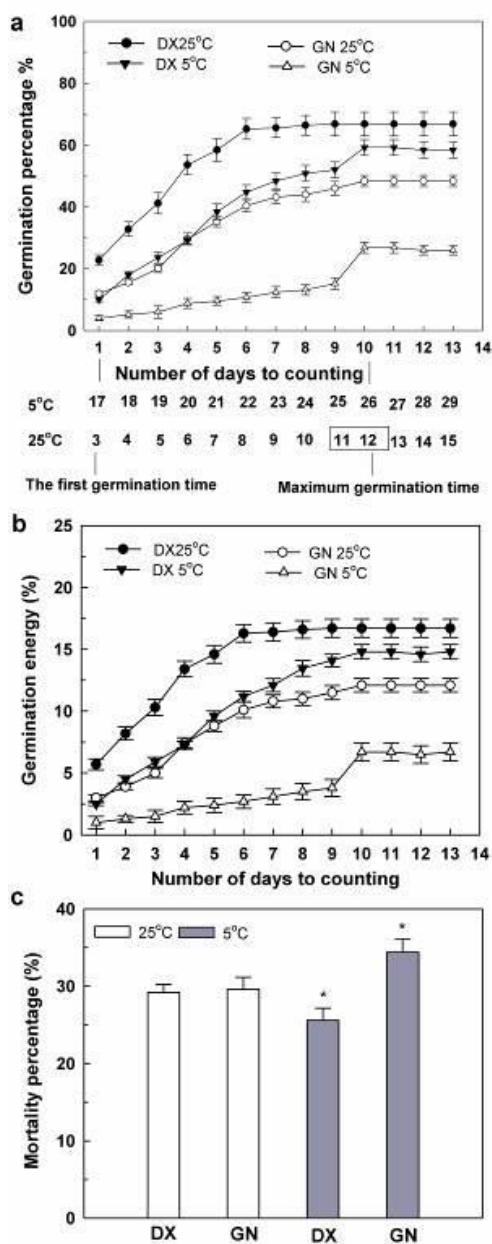 a
100
80
60
40
20
0
Germination percentage %
DX25°C
GN 25°C
DX 5°C
GN 5°C
1 2 3 4 5 6 7 8 9 10 11 12 13 14
Number of days to counting
5°C 17 18 19 20 21 22 23 24 25 26 27 28 29
25°C 3 4 5 6 7 8 9 10 11 12 13 14 15
The first germination time
Maximum germination time
b
25
20
15
10
5
0
Germination energy (%)
DX25°C
GN 25°C
DX 5°C
GN 5°C
1 2 3 4 5 6 7 8 9 10 11 12 13 14
Number of days to counting
c
40
30
20
10
0
Mortality percentage (%)
25°C
5°C
*
*
DX GN DX GN